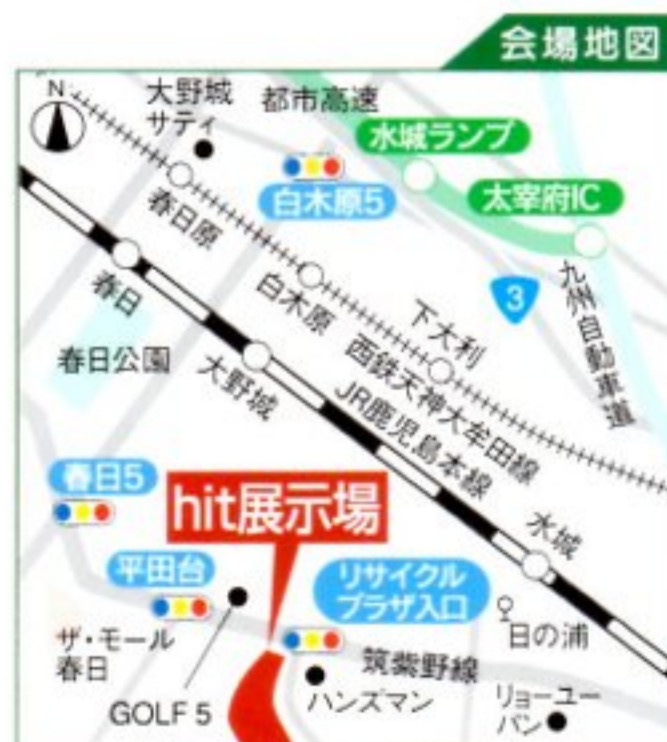 会場地図
N
大野城
サティ
都市高速
水城ランプ
白木原5
太宰府IC
春日原
3
春日
白木原
下大利
九州自動車道
春日公園
大野城
西鉄天神大牟田線
JR鹿児島本線
春日5
hit展示場
水城
平田台
リサイクル
プラザ入口
日の浦
ザ・モール
春日
筑紫野線
GOLF 5
ハンズマン
リョーユー
パン